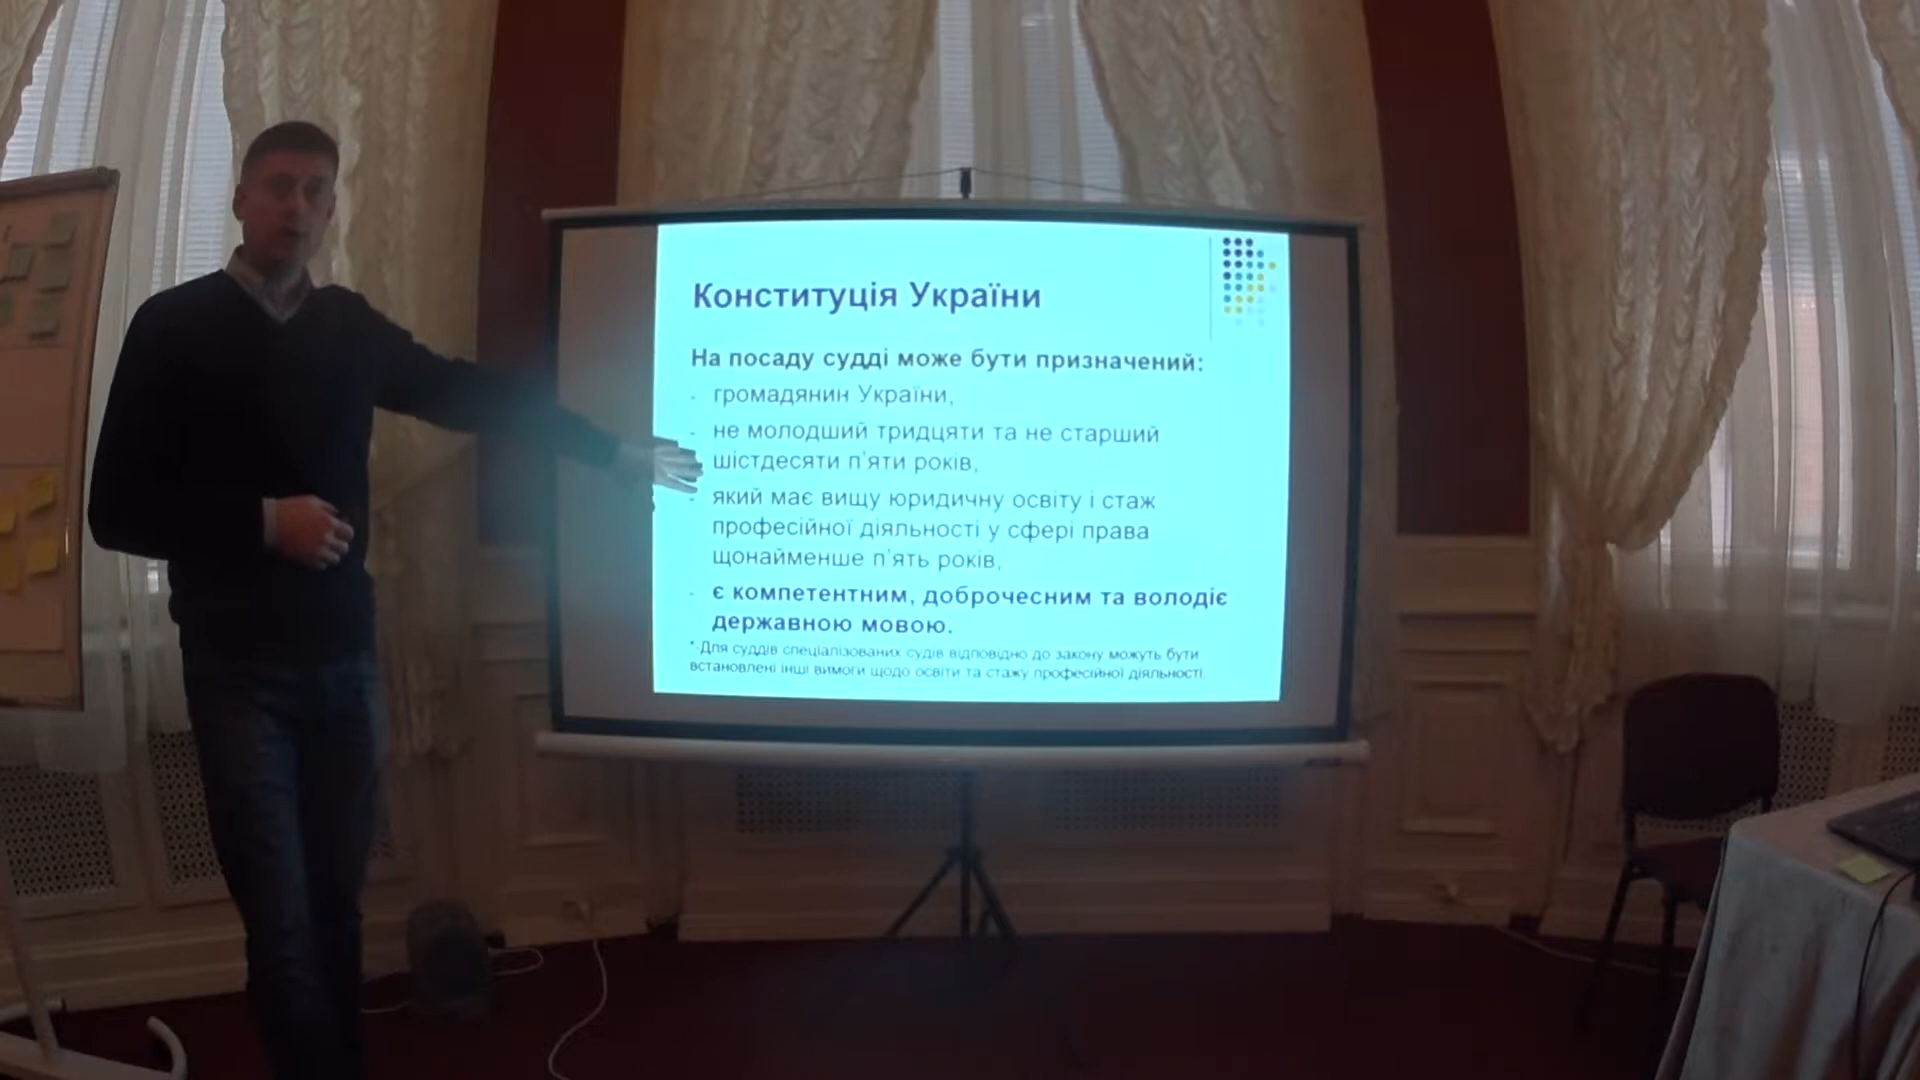 Конституція України
На посаду судді може бути призначений:
- громадянин України,
- не молодший тридцяти та не старший
шістдесяти п'яти років,
- який має вищу юридичну освіту і стаж
професійної діяльності у сфері права
щонайменше п'ять років,
- є компетентним, доброчесним та володіє
державною мовою.
* Для суддів спеціалізованих судів відповідно до закону можуть бути
встановлені інші вимоги щодо освіти та стажу професійної діяльності.